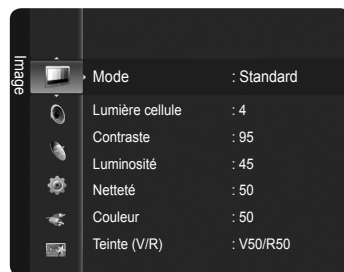 Image
Mode : Standard
Lumière cellule : 4
Contraste : 95
Luminosité : 45
Netteté : 50
Couleur : 50
Teinte (V/R) : V50/R50